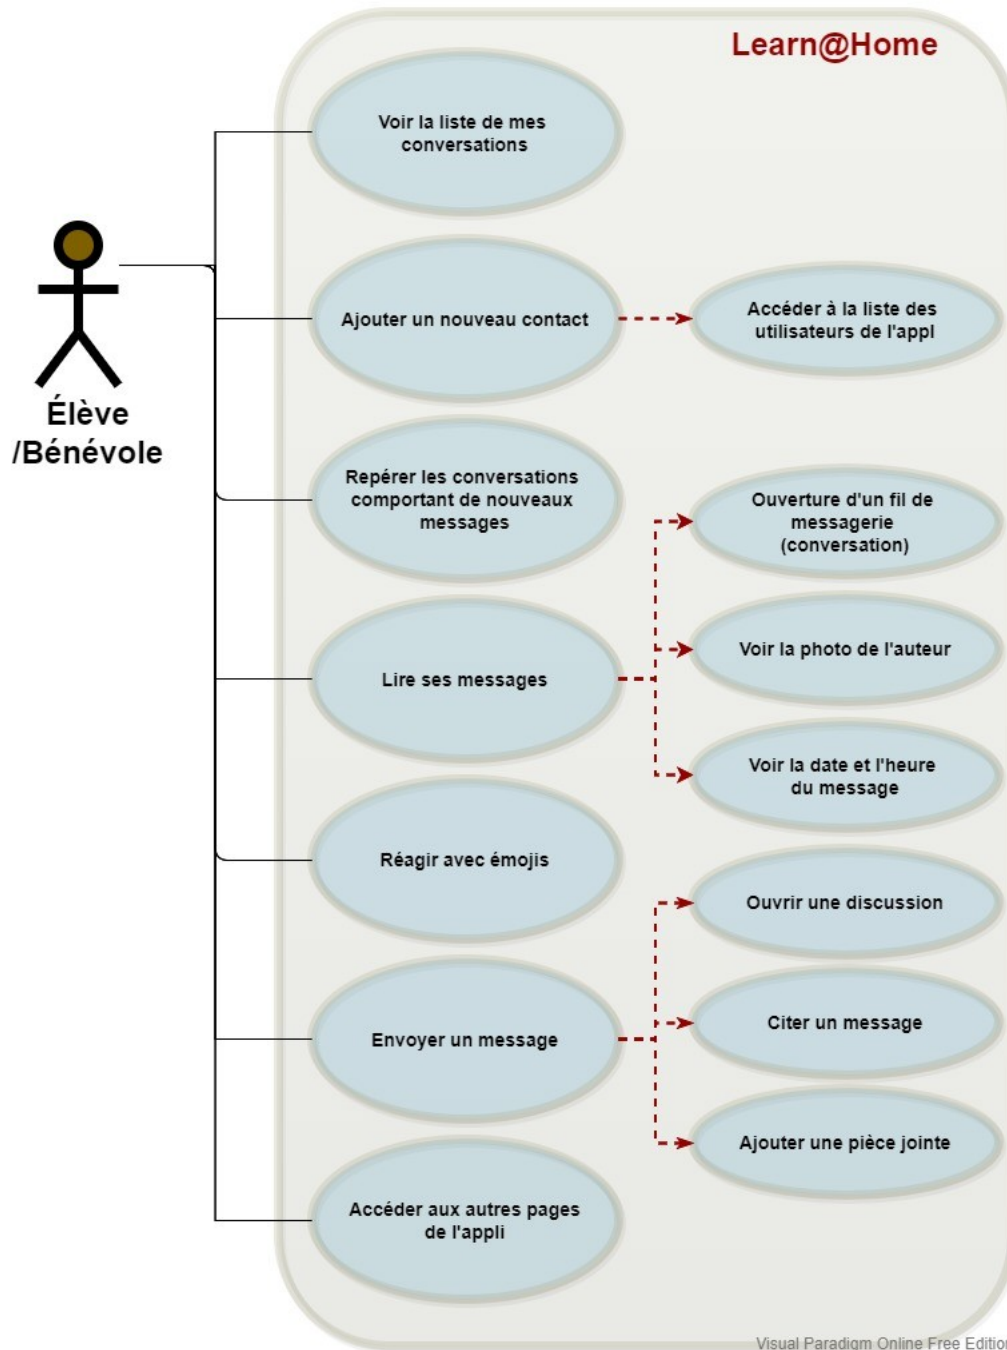 Learn@Home
Voir la liste de mes
conversations
Élève
/Bénévole
Ajouter un nouveau contact
Accéder à la liste des
utilisateurs de l'appl
Repérer les conversations
comportant de nouveaux
messages
Ouverture d'un fil de
messagerie
(conversation)
Lire ses messages
Voir la photo de l'auteur
Voir la date et l'heure
du message
Réagir avec émojis
Ouvrir une discussion
Envoyer un message
Citer un message
Ajouter une pièce jointe
Accéder aux autres pages
de l'appli
Visual Paradigm Online Free Edition